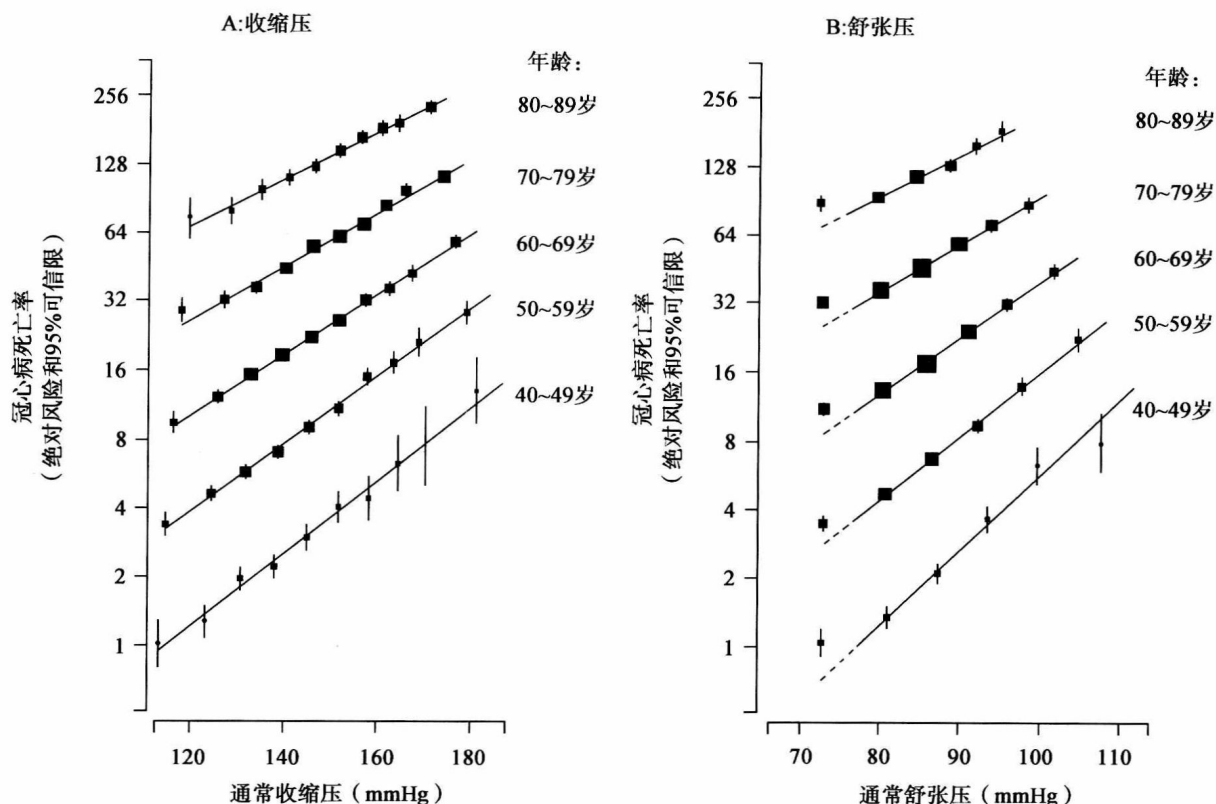 A:收缩压
年龄：
256
80~89岁
128
70~79岁
64
60~69岁
32
50~59岁
16
40~49岁
8
4
2
1
冠心病死亡率
（绝对风险和95%可信限）
120
140
160
180
通常收缩压（mmHg）
B:舒张压
年龄：
256
80~89岁
128
70~79岁
64
60~69岁
32
50~59岁
16
40~49岁
8
4
2
1
冠心病死亡率
（绝对风险和95%可信限）
70
80
90
100
110
通常舒张压（mmHg）